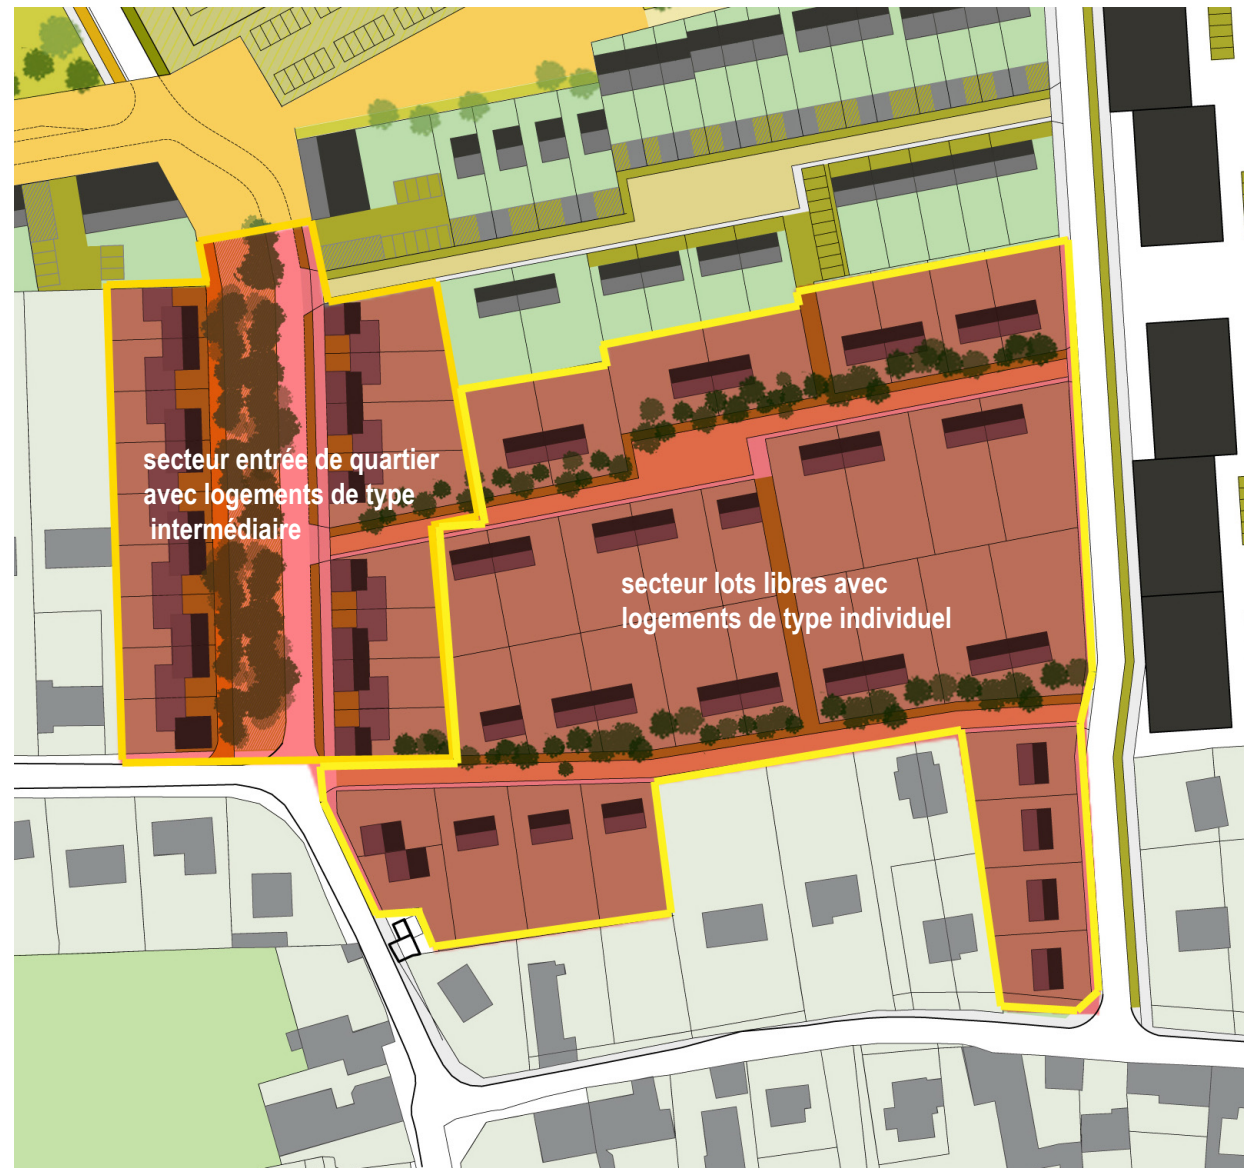 secteur entrée de quartier
avec logements de type
intermédiaire
secteur lots libres avec
logements de type individuel